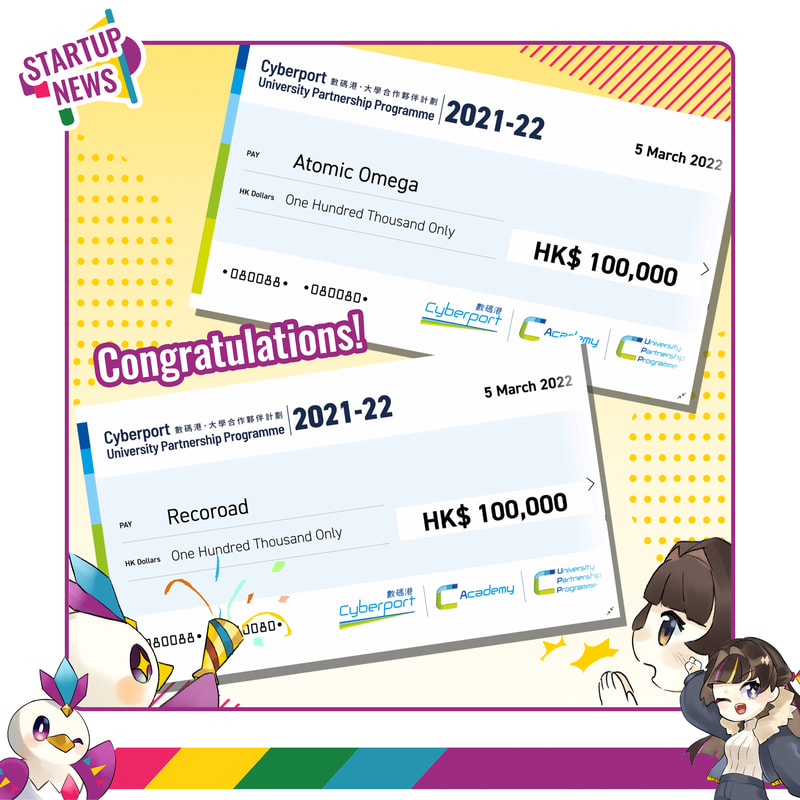 STARTUP
NEWS
Cyberport 數碼港・大學合作夥伴計劃
University Partnership Programme
2021-22
5 March 2022
PAY
Atomic Omega
HK Dollars
One Hundred Thousand Only
HK$ 100,000
數碼港
Cyberport
Academy
University
Partnership
Programme
Congratulations!
Cyberport 數碼港・大學合作夥伴計劃
University Partnership Programme
2021-22
5 March 2022
PAY
Recoroad
HK Dollars
One Hundred Thousand Only
HK$ 100,000
數碼港
Cyberport
Academy
University
Partnership
Programme